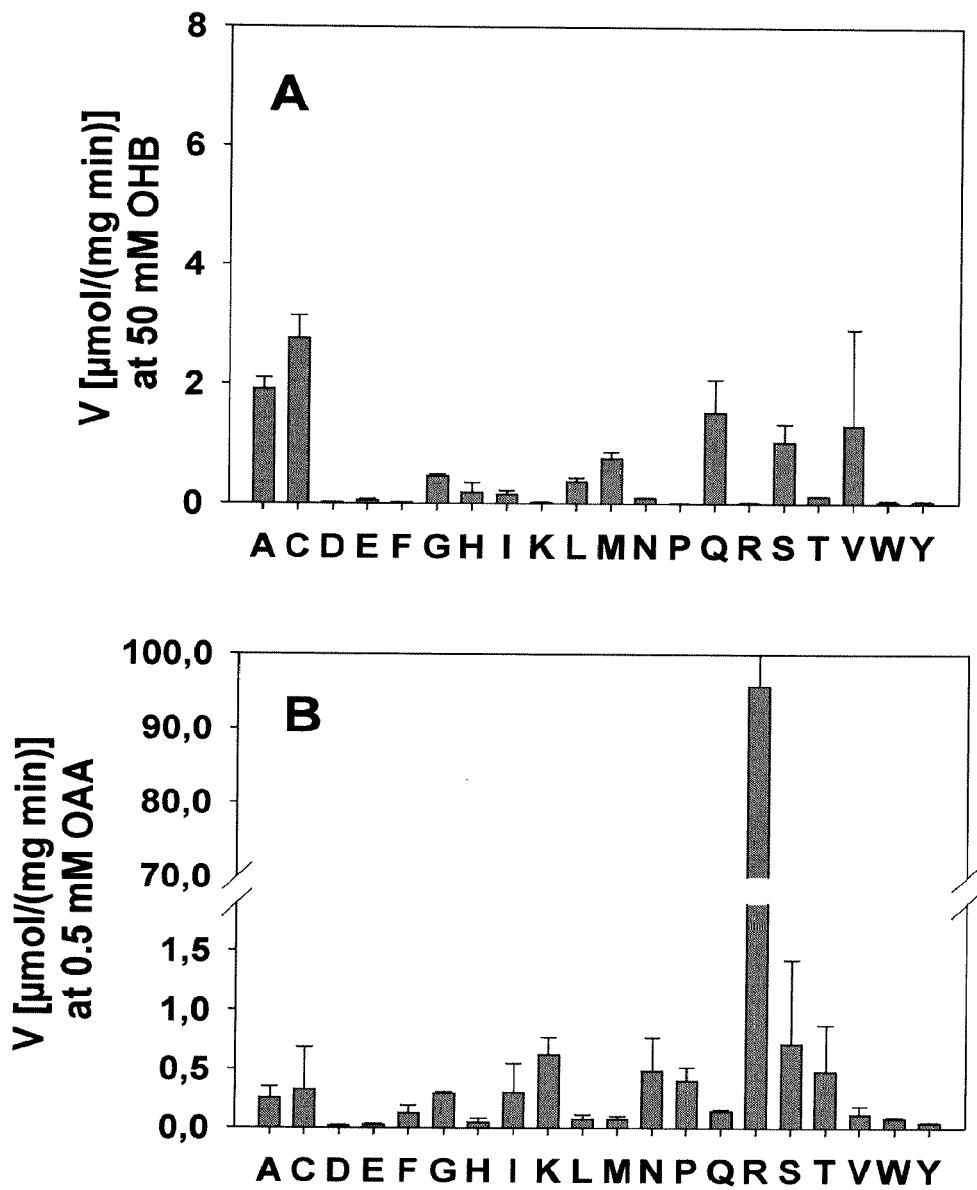 A
V [µmol/(mg min)]
at 50 mM OHB
8
6
4
2
0
A C D E F G H I K L M N P Q R S T V W Y
B
V [µmol/(mg min)]
at 0.5 mM OAA
100,0
90,0
80,0
70,0
1,5
1,0
0,5
0,0
A C D E F G H I K L M N P Q R S T V W Y